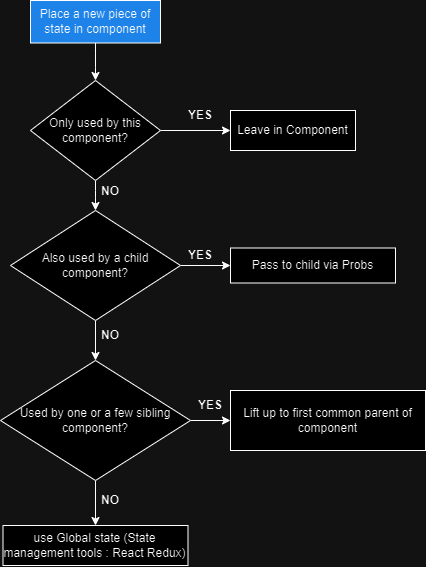 Place a new piece of
state in component
Only used by this
component?
YES
Leave in Component
NO
Also used by a child
component?
YES
Pass to child via Probs
NO
Used by one or a few sibling
component?
YES
Lift up to first common parent of
component
NO
use Global state (State
management tools : React Redux)